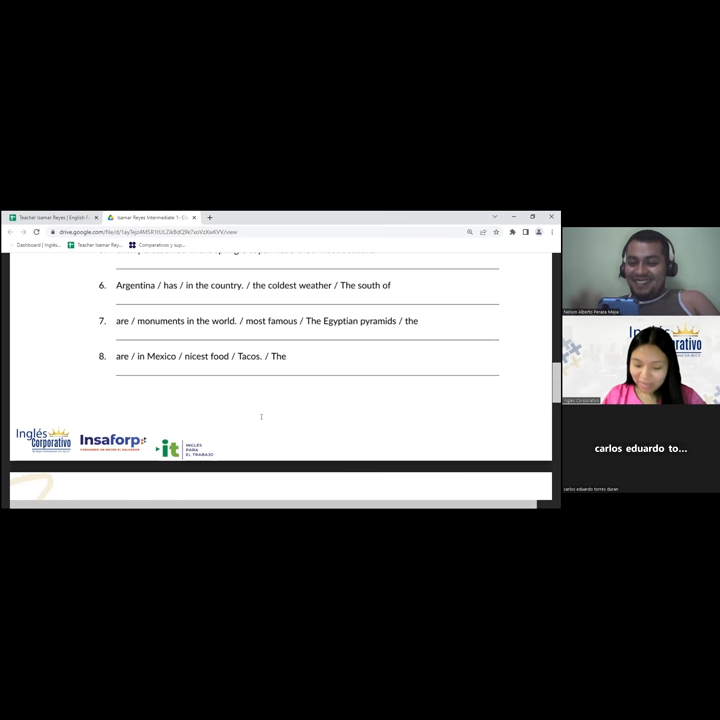 Teacher Isamar Reyes | English F
Isamar Reyes Intermediate 1- Cl
drive.google.com/file/d/1ayTejz4M5R1tULZikBdQ9k7xoVzXwKVV/view
Dashboard | Inglés...
Teacher Isamar Rey...
Comparativos y sup...
6. Argentina / has / in the country. / the coldest weather / The south of
7. are / monuments in the world. / most famous / The Egyptian pyramids / the
8. are / in Mexico / nicest food / Tacos. / The
Inglés
Corporativo
Insaforp
FORMANDO UN MEJOR EL SALVADOR
it
INGLÉS
PARA
EL TRABAJO
Nelson Alberto Peraza Mejia
Inglés Corporativo
carlos eduardo to...
carlos eduardo torres duran